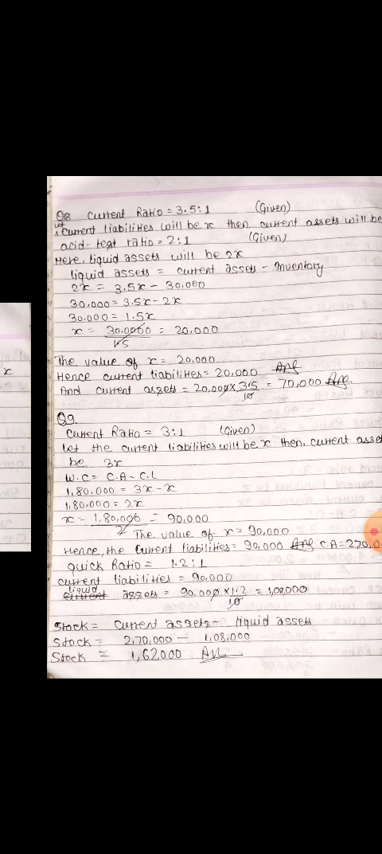 Q8 Current Ratio = 3.5:1 (Given)
Let Current liabilities will be x then current assets will be
acid-test ratio = 2:1 (Given)
Here, liquid assets will be 2x
liquid assets = current assets - Inventory
2x = 3.5x - 30,000
30,000 = 3.5x - 2x
30,000 = 1.5x
x = 30,0000 = 20,000
1.5
The value of x = 20,000
Hence current liabilities = 20,000 Ans
And current assets = 20,000 x 35 = 70,000 Ans.
10
Q9
Current Ratio = 3:1 (Given)
Let the current liabilities will be x then, current asse
be 3x
W.C = C.A - C.L
1,80,000 = 3x - x
1,80,000 = 2x
x = 1,80,000 = 90,000
2
The value of x = 90,000
Hence, the Current liabilities = 90,000 Ans C.A = 270,0
quick Ratio = 1.2:1
current liabilities = 90,000
liquid assets = 90,000 x 1.2 = 1,08,000
10
Stock = Current assets - liquid assets
Stock = 2,70,000 - 1,08,000
Stock = 1,62,000 Ans
x